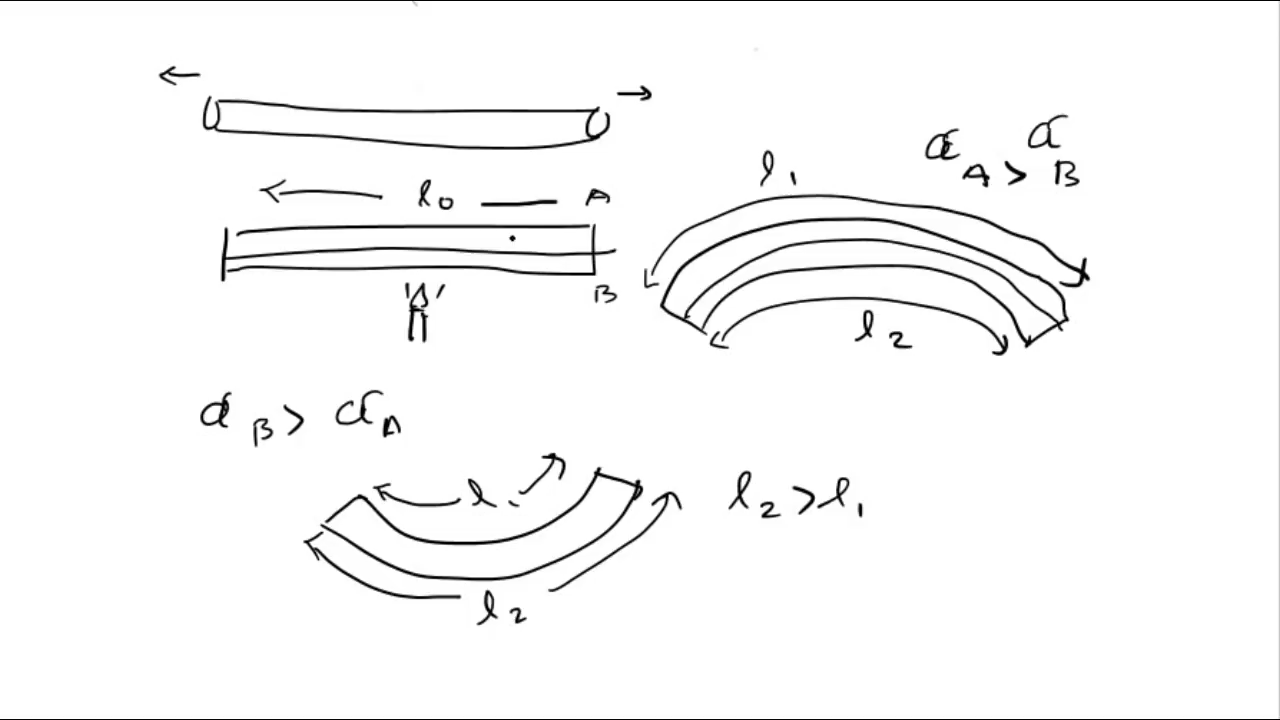 l₀ A
B
l₁
α_A > α_B
l₂
α_B > α_A
l₁
l₂ > l₁
l₂